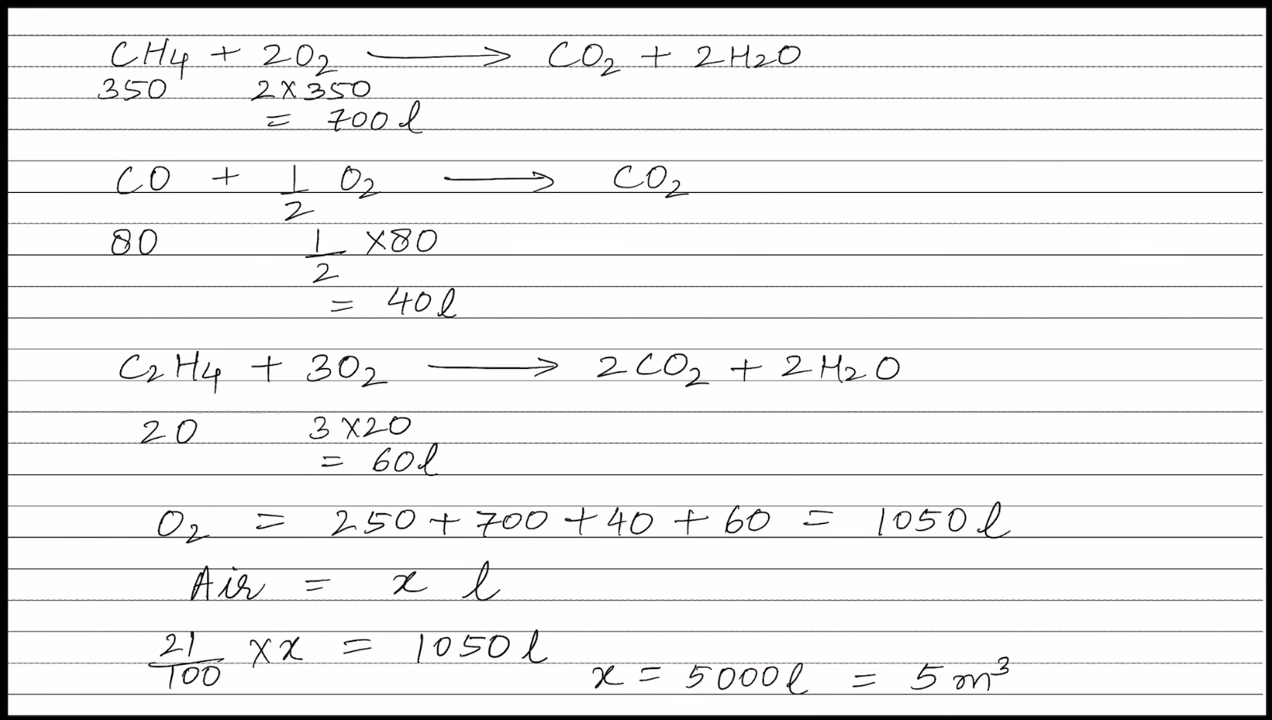 CH4 + 2O2 ⟶ CO2 + 2H2O
350 2×350
= 700 l
CO + 1/2 O2 ⟶ CO2
80 1/2 ×80
= 40 l
C2H4 + 3O2 ⟶ 2CO2 + 2H2O
20 3×20
= 60 l
O2 = 250 + 700 + 40 + 60 = 1050 l
Air = x l
21/100 × x = 1050 l
x = 5000 l = 5 m³